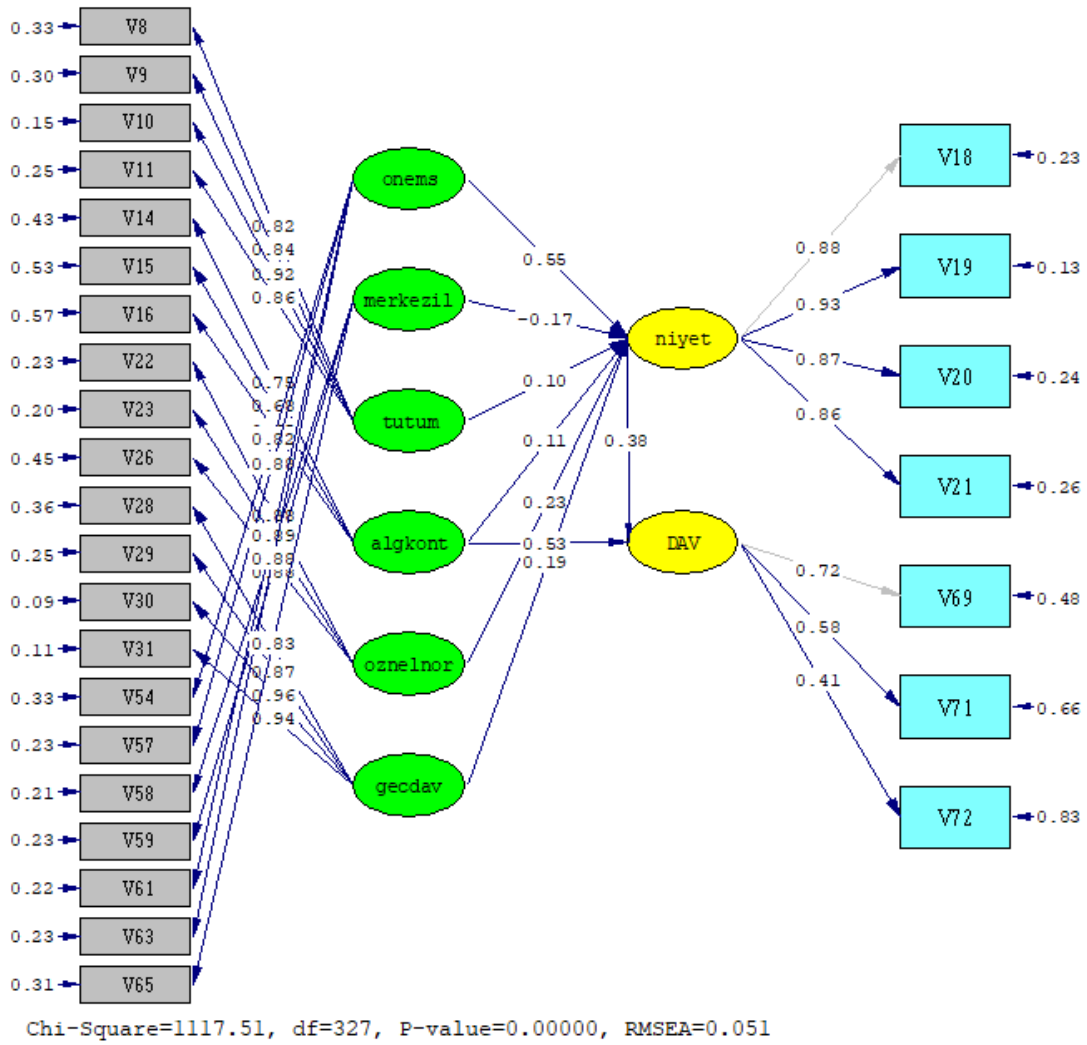 0.33 V8
0.30 V9
0.15 V10
0.25 V11
0.43 V14
0.53 V15
0.57 V16
0.23 V22
0.20 V23
0.45 V26
0.36 V28
0.25 V29
0.09 V30
0.11 V31
0.33 V54
0.23 V57
0.21 V58
0.23 V59
0.22 V61
0.23 V63
0.31 V65
0.82
0.84
0.92
0.86
0.68
0.82
0.88
0.89
0.88
0.83
0.87
0.96
0.94
onems
merkezil
tutum
algkont
oznelnor
gecdav
0.55
-0.17
0.10
0.11
0.38
0.23
0.53
0.19
niyet
DAV
0.88
0.93
0.87
0.86
0.72
0.58
0.41
V18 0.23
V19 0.13
V20 0.24
V21 0.26
V69 0.48
V71 0.66
V72 0.83
Chi-Square=1117.51, df=327, P-value=0.00000, RMSEA=0.051